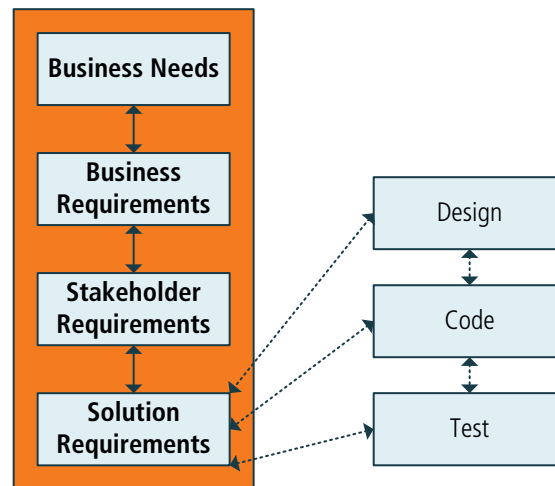 Business Needs
Business
Requirements
Stakeholder
Requirements
Solution
Requirements
Design
Code
Test